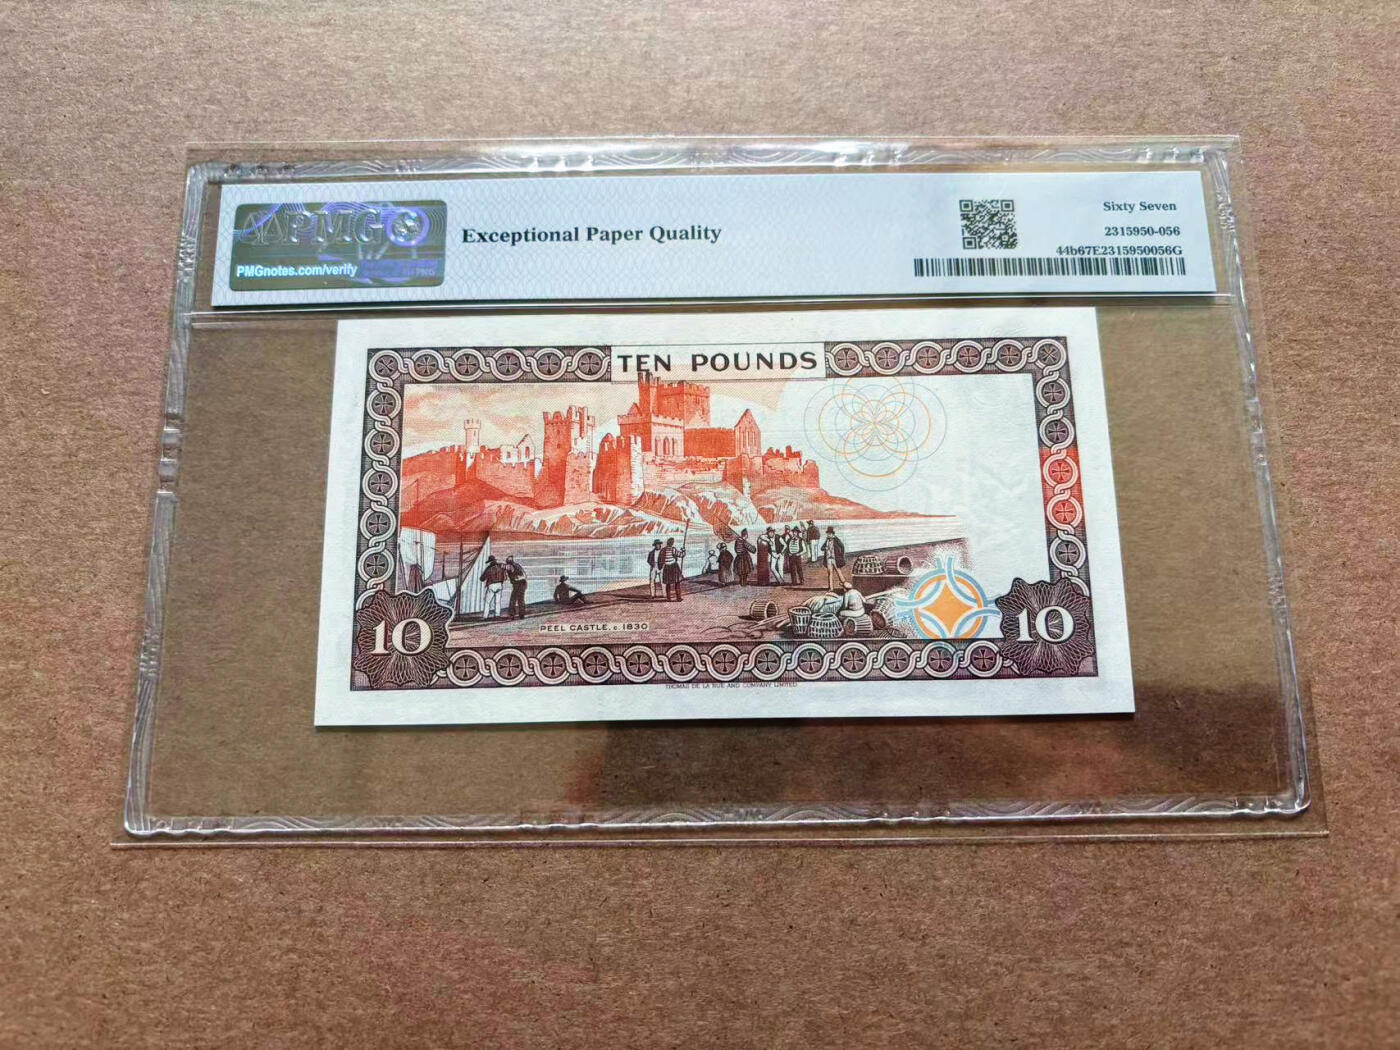 PMG
PMGnotes.com/verify
Exceptional Paper Quality
Sixty Seven
2315950-056
44b67E2315950056G
TEN POUNDS
PEEL CASTLE. c. 1830
10
10
THOMAS DE LA RUE AND COMPANY LIMITED